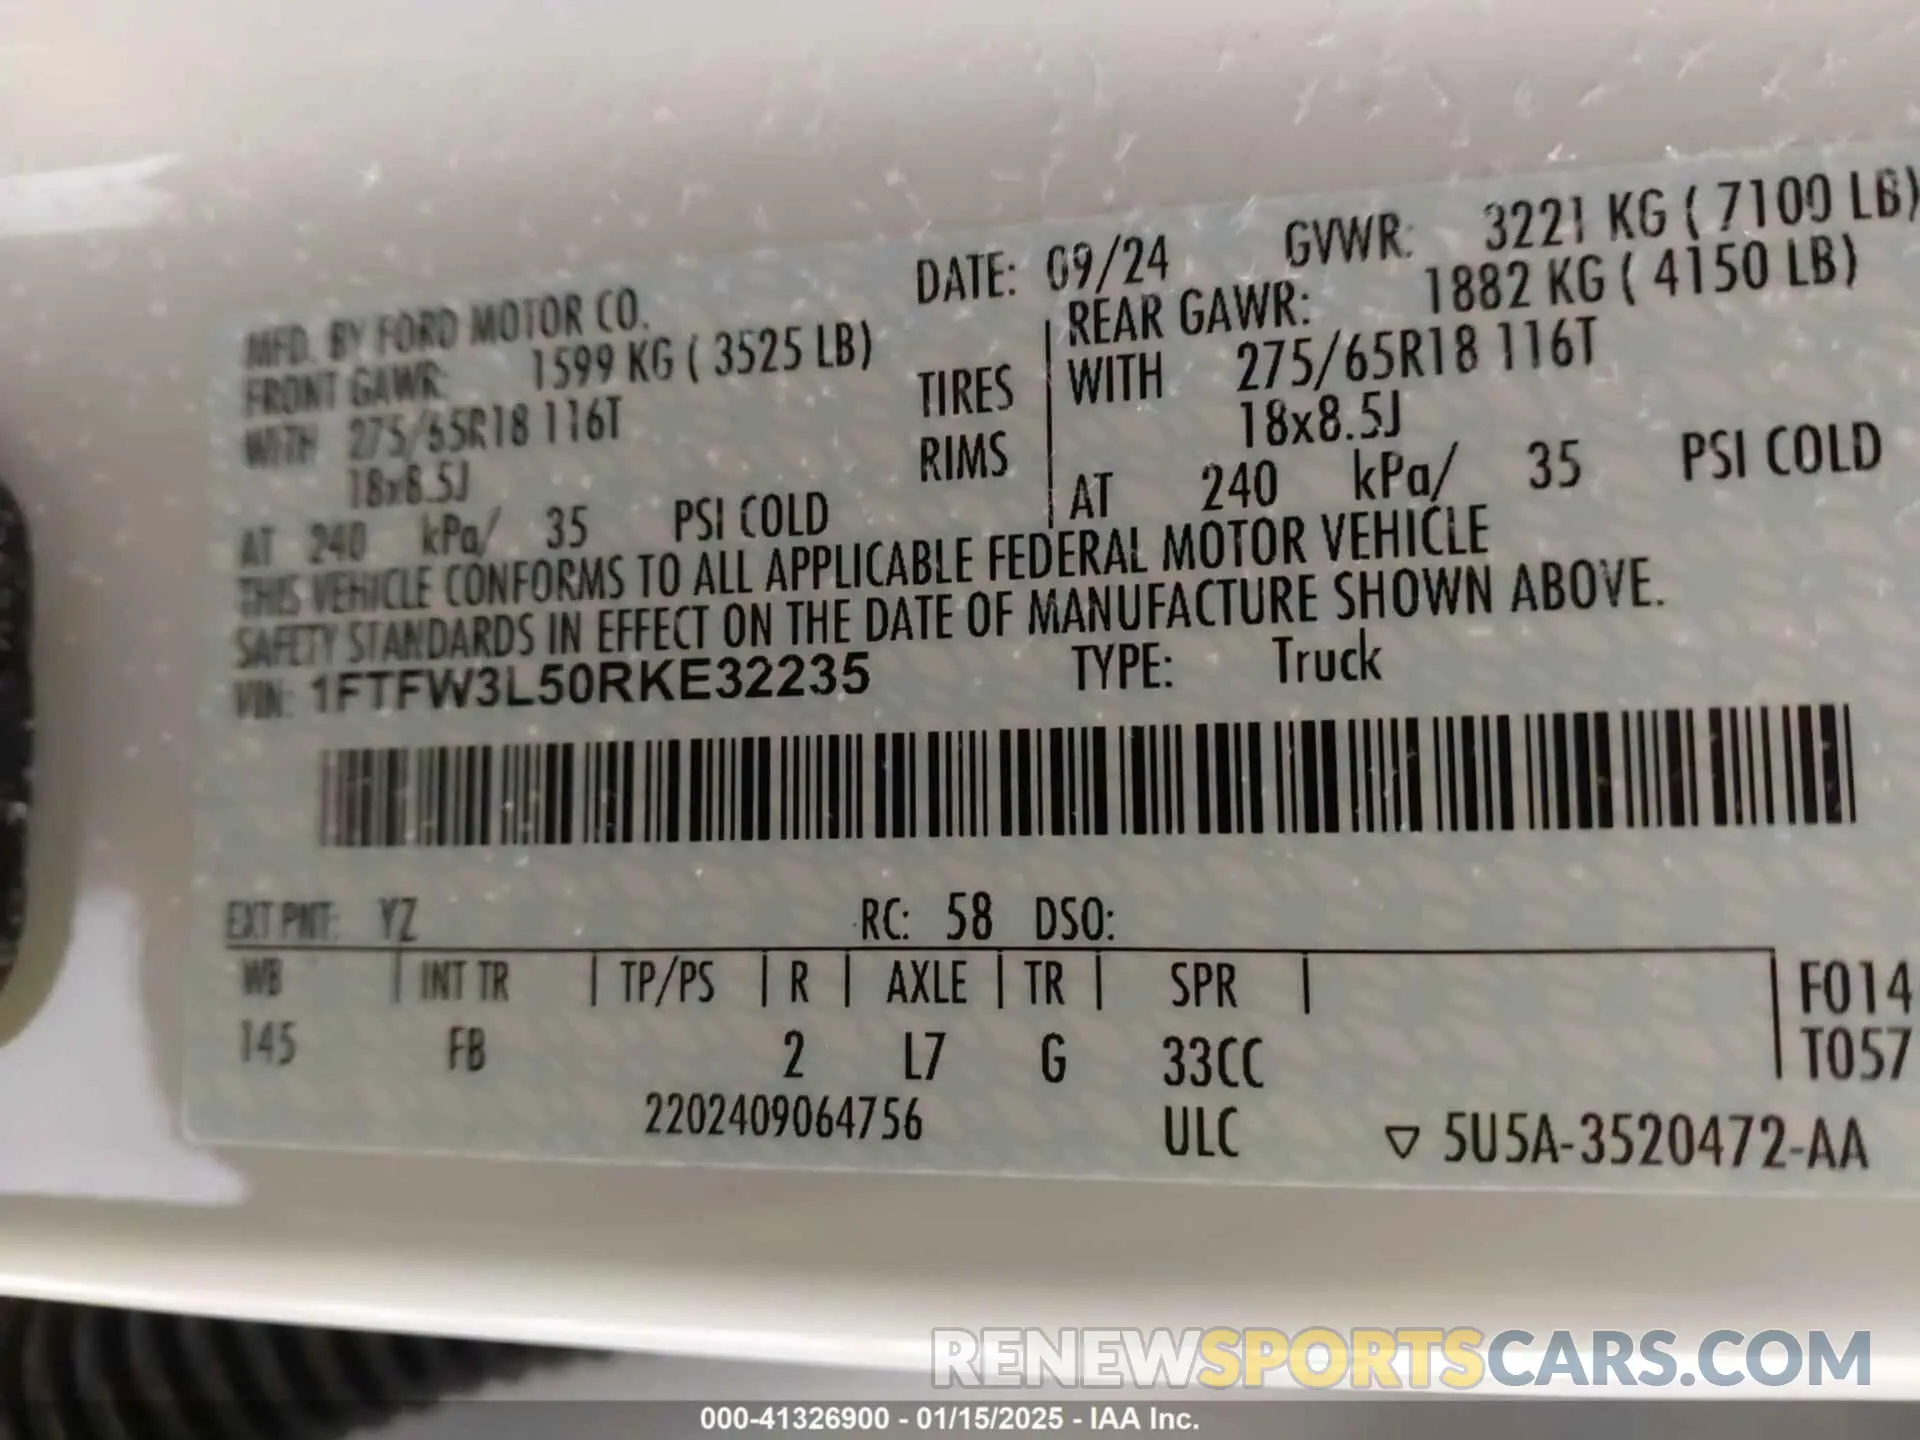 MFD. BY FORD MOTOR CO. DATE: 09/24 GVWR: 3221 KG ( 7100 LB)
FRONT GAWR: 1599 KG ( 3525 LB) REAR GAWR: 1882 KG ( 4150 LB)
WITH 275/65R18 116T TIRES WITH 275/65R18 116T
18x8.5J RIMS 18x8.5J
AT 240 kPa/ 35 PSI COLD AT 240 kPa/ 35 PSI COLD
THIS VEHICLE CONFORMS TO ALL APPLICABLE FEDERAL MOTOR VEHICLE
SAFETY STANDARDS IN EFFECT ON THE DATE OF MANUFACTURE SHOWN ABOVE.
VIN: 1FTFW3L50RKE32235 TYPE: Truck
EXT PNT: YZ RC: 58 DSO:
WB INT TR TP/PS R AXLE TR SPR F014
145 FB 2 L7 G 33CC T057
2202409064756 ULC ▽ 5U5A-3520472-AA
RENEWSPORTSCARS.COM
000-41326900 - 01/15/2025 - IAA Inc.